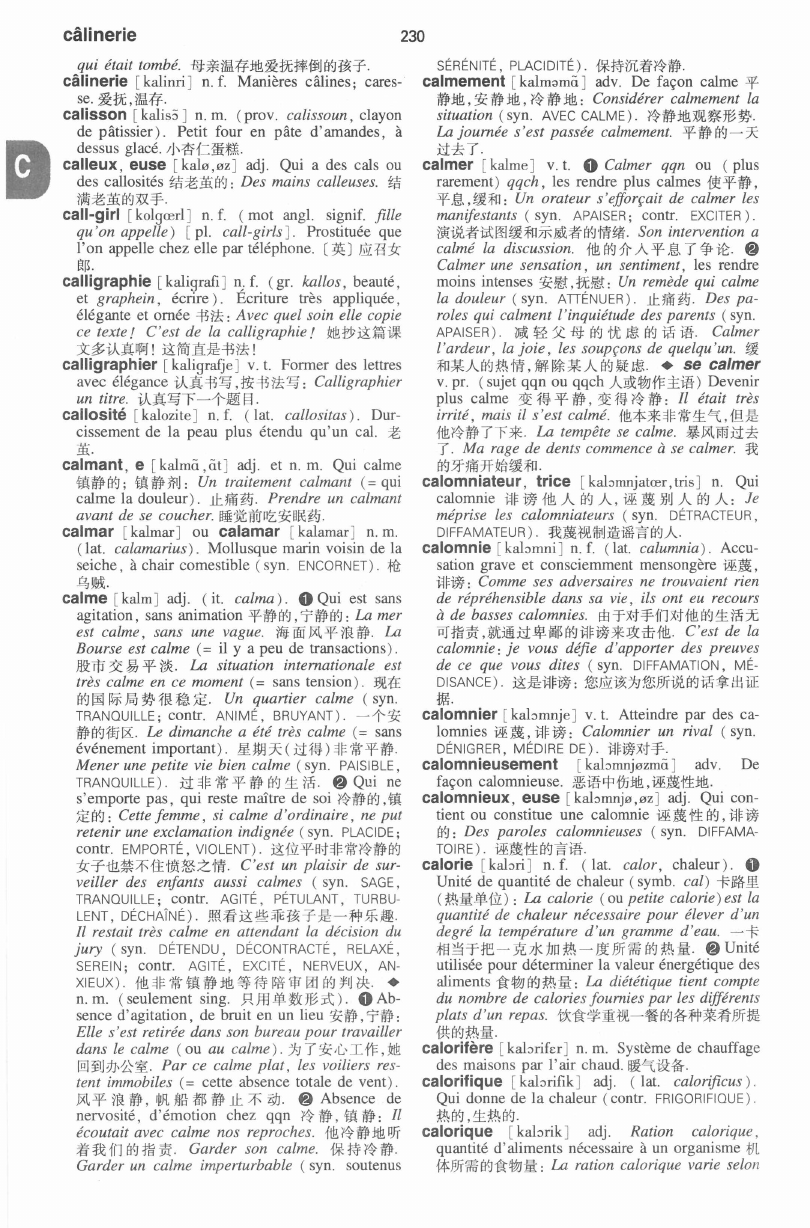 câlinerie
230
C
qui était tombé. 母亲温存地爱抚摔倒的孩子.
câlinerie [kalinri] n. f. Manières câlines; cares-
se. 爱抚,温存.
calisson [kalisɔ̃] n. m. (prov. calissoun, clayon
de pâtissier). Petit four en pâte d'amandes, à
dessus glacé. 小杏仁蛋糕.
calleux, euse [kalø,øz] adj. Qui a des cals ou
des callosités 结老茧的: Des mains calleuses. 结
满老茧的双手.
call-girl [kolgœrl] n. f. (mot angl. signif. fille
qu'on appelle) [pl. call-girls]. Prostituée que
l'on appelle chez elle par téléphone. [英] 应召女
郎.
calligraphie [kaligrafi] n. f. (gr. kallos, beauté,
et graphein, écrire). Écriture très appliquée,
élégante et ornée 书法: Avec quel soin elle copie
ce texte! C'est de la calligraphie! 她抄这篇课
文多认真啊! 这简直是书法!
calligraphier [kaligrafje] v. t. Former des lettres
avec élégance 认真书写,按书法写: Calligraphier
un titre. 认真写下一个题目.
callosité [kalozite] n. f. (lat. callositas). Dur-
cissement de la peau plus étendu qu'un cal. 老
茧.
calmant, e [kalmɑ̃,ɑ̃t] adj. et n. m. Qui calme
镇静的; 镇静剂: Un traitement calmant (= qui
calme la douleur). 止痛药. Prendre un calmant
avant de se coucher. 睡觉前吃安眠药.
calmar [kalmar] ou calamar [kalamar] n. m.
(lat. calamarius). Mollusque marin voisin de la
seiche, à chair comestible (syn. ENCORNET). 枪
乌贼.
calme [kalm] adj. (it. calma). ❶ Qui est sans
agitation, sans animation 平静的,宁静的: La mer
est calme, sans une vague. 海面风平浪静. La
Bourse est calme (= il y a peu de transactions).
股市交易平淡. La situation internationale est
très calme en ce moment (= sans tension). 现在
的国际局势很稳定. Un quartier calme (syn.
TRANQUILLE; contr. ANIMÉ, BRUYANT). 一个安
静的街区. Le dimanche a été très calme (= sans
événement important). 星期天(过得)非常平静.
Mener une petite vie bien calme (syn. PAISIBLE,
TRANQUILLE). 过非常平静的生活. ❷ Qui ne
s'emporte pas, qui reste maître de soi 冷静的,镇
定的: Cette femme, si calme d'ordinaire, ne put
retenir une exclamation indignée (syn. PLACIDE;
contr. EMPORTÉ, VIOLENT). 这位平时非常冷静的
女子也禁不住愤怒之情. C'est un plaisir de sur-
veiller des enfants aussi calmes (syn. SAGE,
TRANQUILLE; contr. AGITÉ, PÉTULANT, TURBU-
LENT, DÉCHAÎNÉ). 照看这些乖孩子是一种乐趣.
Il restait très calme en attendant la décision du
jury (syn. DÉTENDU, DÉCONTRACTÉ, RELAXÉ,
SEREIN; contr. AGITÉ, EXCITÉ, NERVEUX, AN-
XIEUX). 他非常镇静地等待陪审团的判决. ◆
n. m. (seulement sing. 只用单数形式). ❶ Ab-
sence d'agitation, de bruit en un lieu 安静,宁静:
Elle s'est retirée dans son bureau pour travailler
dans le calme (ou au calme). 为了安心工作,她
回到办公室. Par ce calme plat, les voiliers res-
tent immobiles (= cette absence totale de vent).
风平浪静, 帆船都静止不动. ❷ Absence de
nervosité, d'émotion chez qqn 冷静,镇静: Il
écoutait avec calme nos reproches. 他冷静地听
着我们的指责. Garder son calme. 保持冷静.
Garder un calme imperturbable (syn. soutenus
SÉRÉNITÉ, PLACIDITÉ). 保持沉着冷静.
calmement [kalməmɑ̃] adv. De façon calme 平
静地,安静地,冷静地: Considérer calmement la
situation (syn. AVEC CALME). 冷静地观察形势.
La journée s'est passée calmement. 平静的一天
过去了.
calmer [kalme] v. t. ❶ Calmer qqn ou (plus
rarement) qqch, les rendre plus calmes 使平静,
平息,缓和: Un orateur s'efforçait de calmer les
manifestants (syn. APAISER; contr. EXCITER).
演说者试图缓和示威者的情绪. Son intervention a
calmé la discussion. 他的介入平息了争论. ❷
Calmer une sensation, un sentiment, les rendre
moins intenses 安慰,抚慰: Un remède qui calme
la douleur (syn. ATTÉNUER). 止痛药. Des pa-
roles qui calment l'inquiétude des parents (syn.
APAISER). 减轻父母的忧虑的话语. Calmer
l'ardeur, la joie, les soupçons de quelqu'un. 缓
和某人的热情,解除某人的疑虑. ◆ se calmer
v. pr. (sujet qqn ou qqch 人或物作主语) Devenir
plus calme 变得平静,变得冷静: Il était très
irrité, mais il s'est calmé. 他本来非常生气,但是
他冷静了下来. La tempête se calme. 暴风雨过去
了. Ma rage de dents commence à se calmer. 我
的牙痛开始缓和.
calomniateur, trice [kalɔmnjatœr,tris] n. Qui
calomnie 诽谤他人的人,诬蔑别人的人: Je
méprise les calomniateurs (syn. DÉTRACTEUR,
DIFFAMATEUR). 我蔑视制造谣言的人.
calomnie [kalɔmni] n. f. (lat. calumnia). Accu-
sation grave et consciemment mensongère 诬蔑,
诽谤: Comme ses adversaires ne trouvaient rien
de répréhensible dans sa vie, ils ont eu recours
à de basses calomnies. 由于对手们对他的生活无
可指责,就通过卑鄙的诽谤来攻击他. C'est de la
calomnie: je vous défie d'apporter des preuves
de ce que vous dites (syn. DIFFAMATION, MÉ-
DISANCE). 这是诽谤: 您应该为您所说的话拿出证
据.
calomnier [kalɔmnje] v. t. Atteindre par des ca-
lomnies 诬蔑,诽谤: Calomnier un rival (syn.
DÉNIGRER, MÉDIRE DE). 诽谤对手.
calomnieusement [kalɔmnjøzmɑ̃] adv. De
façon calomnieuse. 恶语中伤地,诬蔑性地.
calomnieux, euse [kalɔmnjø,øz] adj. Qui con-
tient ou constitue une calomnie 诬蔑性的,诽谤
的: Des paroles calomnieuses (syn. DIFFAMA-
TOIRE). 诬蔑性的言语.
calorie [kalɔri] n. f. (lat. calor, chaleur). ❶
Unité de quantité de chaleur (symb. cal) 卡路里
(热量单位): La calorie (ou petite calorie) est la
quantité de chaleur nécessaire pour élever d'un
degré la température d'un gramme d'eau. 一卡
相当于把一克水加热一度所需的热量. ❷ Unité
utilisée pour déterminer la valeur énergétique des
aliments 食物的热量: La diététique tient compte
du nombre de calories fournies par les différents
plats d'un repas. 饮食学重视一餐的各种菜肴所提
供的热量.
calorifère [kalɔrifɛr] n. m. Système de chauffage
des maisons par l'air chaud. 暖气设备.
calorifique [kalɔrifik] adj. (lat. calorificus).
Qui donne de la chaleur (contr. FRIGORIFIQUE).
热的,生热的.
calorique [kalɔrik] adj. Ration calorique,
quantité d'aliments nécessaire à un organisme 机
体所需的食物量: La ration calorique varie selon